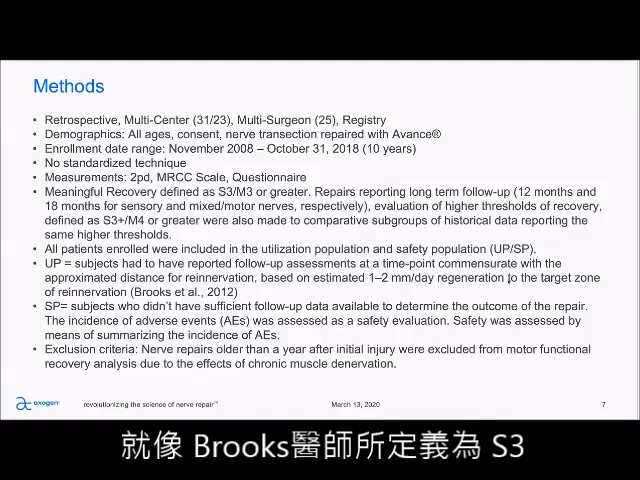 Methods
• Retrospective, Multi-Center (31/23), Multi-Surgeon (25), Registry
• Demographics: All ages, consent, nerve transection repaired with Avance®
• Enrollment date range: November 2008 – October 31, 2018 (10 years)
• No standardized technique
• Measurements: 2pd, MRCC Scale, Questionnaire
• Meaningful Recovery defined as S3/M3 or greater. Repairs reporting long term follow-up (12 months and
18 months for sensory and mixed/motor nerves, respectively), evaluation of higher thresholds of recovery,
defined as S3+/M4 or greater were also made to comparative subgroups of historical data reporting the
same higher thresholds.
• All patients enrolled were included in the utilization population and safety population (UP/SP).
• UP = subjects had to have reported follow-up assessments at a time-point commensurate with the
approximated distance for reinnervation, based on estimated 1–2 mm/day regeneration to the target zone
of reinnervation (Brooks et al., 2012)
• SP= subjects who didn't have sufficient follow-up data available to determine the outcome of the repair.
The incidence of adverse events (AEs) was assessed as a safety evaluation. Safety was assessed by
means of summarizing the incidence of AEs.
• Exclusion criteria: Nerve repairs older than a year after initial injury were excluded from motor functional
recovery analysis due to the effects of chronic muscle denervation.
axogen revolutionizing the science of nerve repair™ March 13, 2020 7
就像 Brooks醫師所定義為 S3